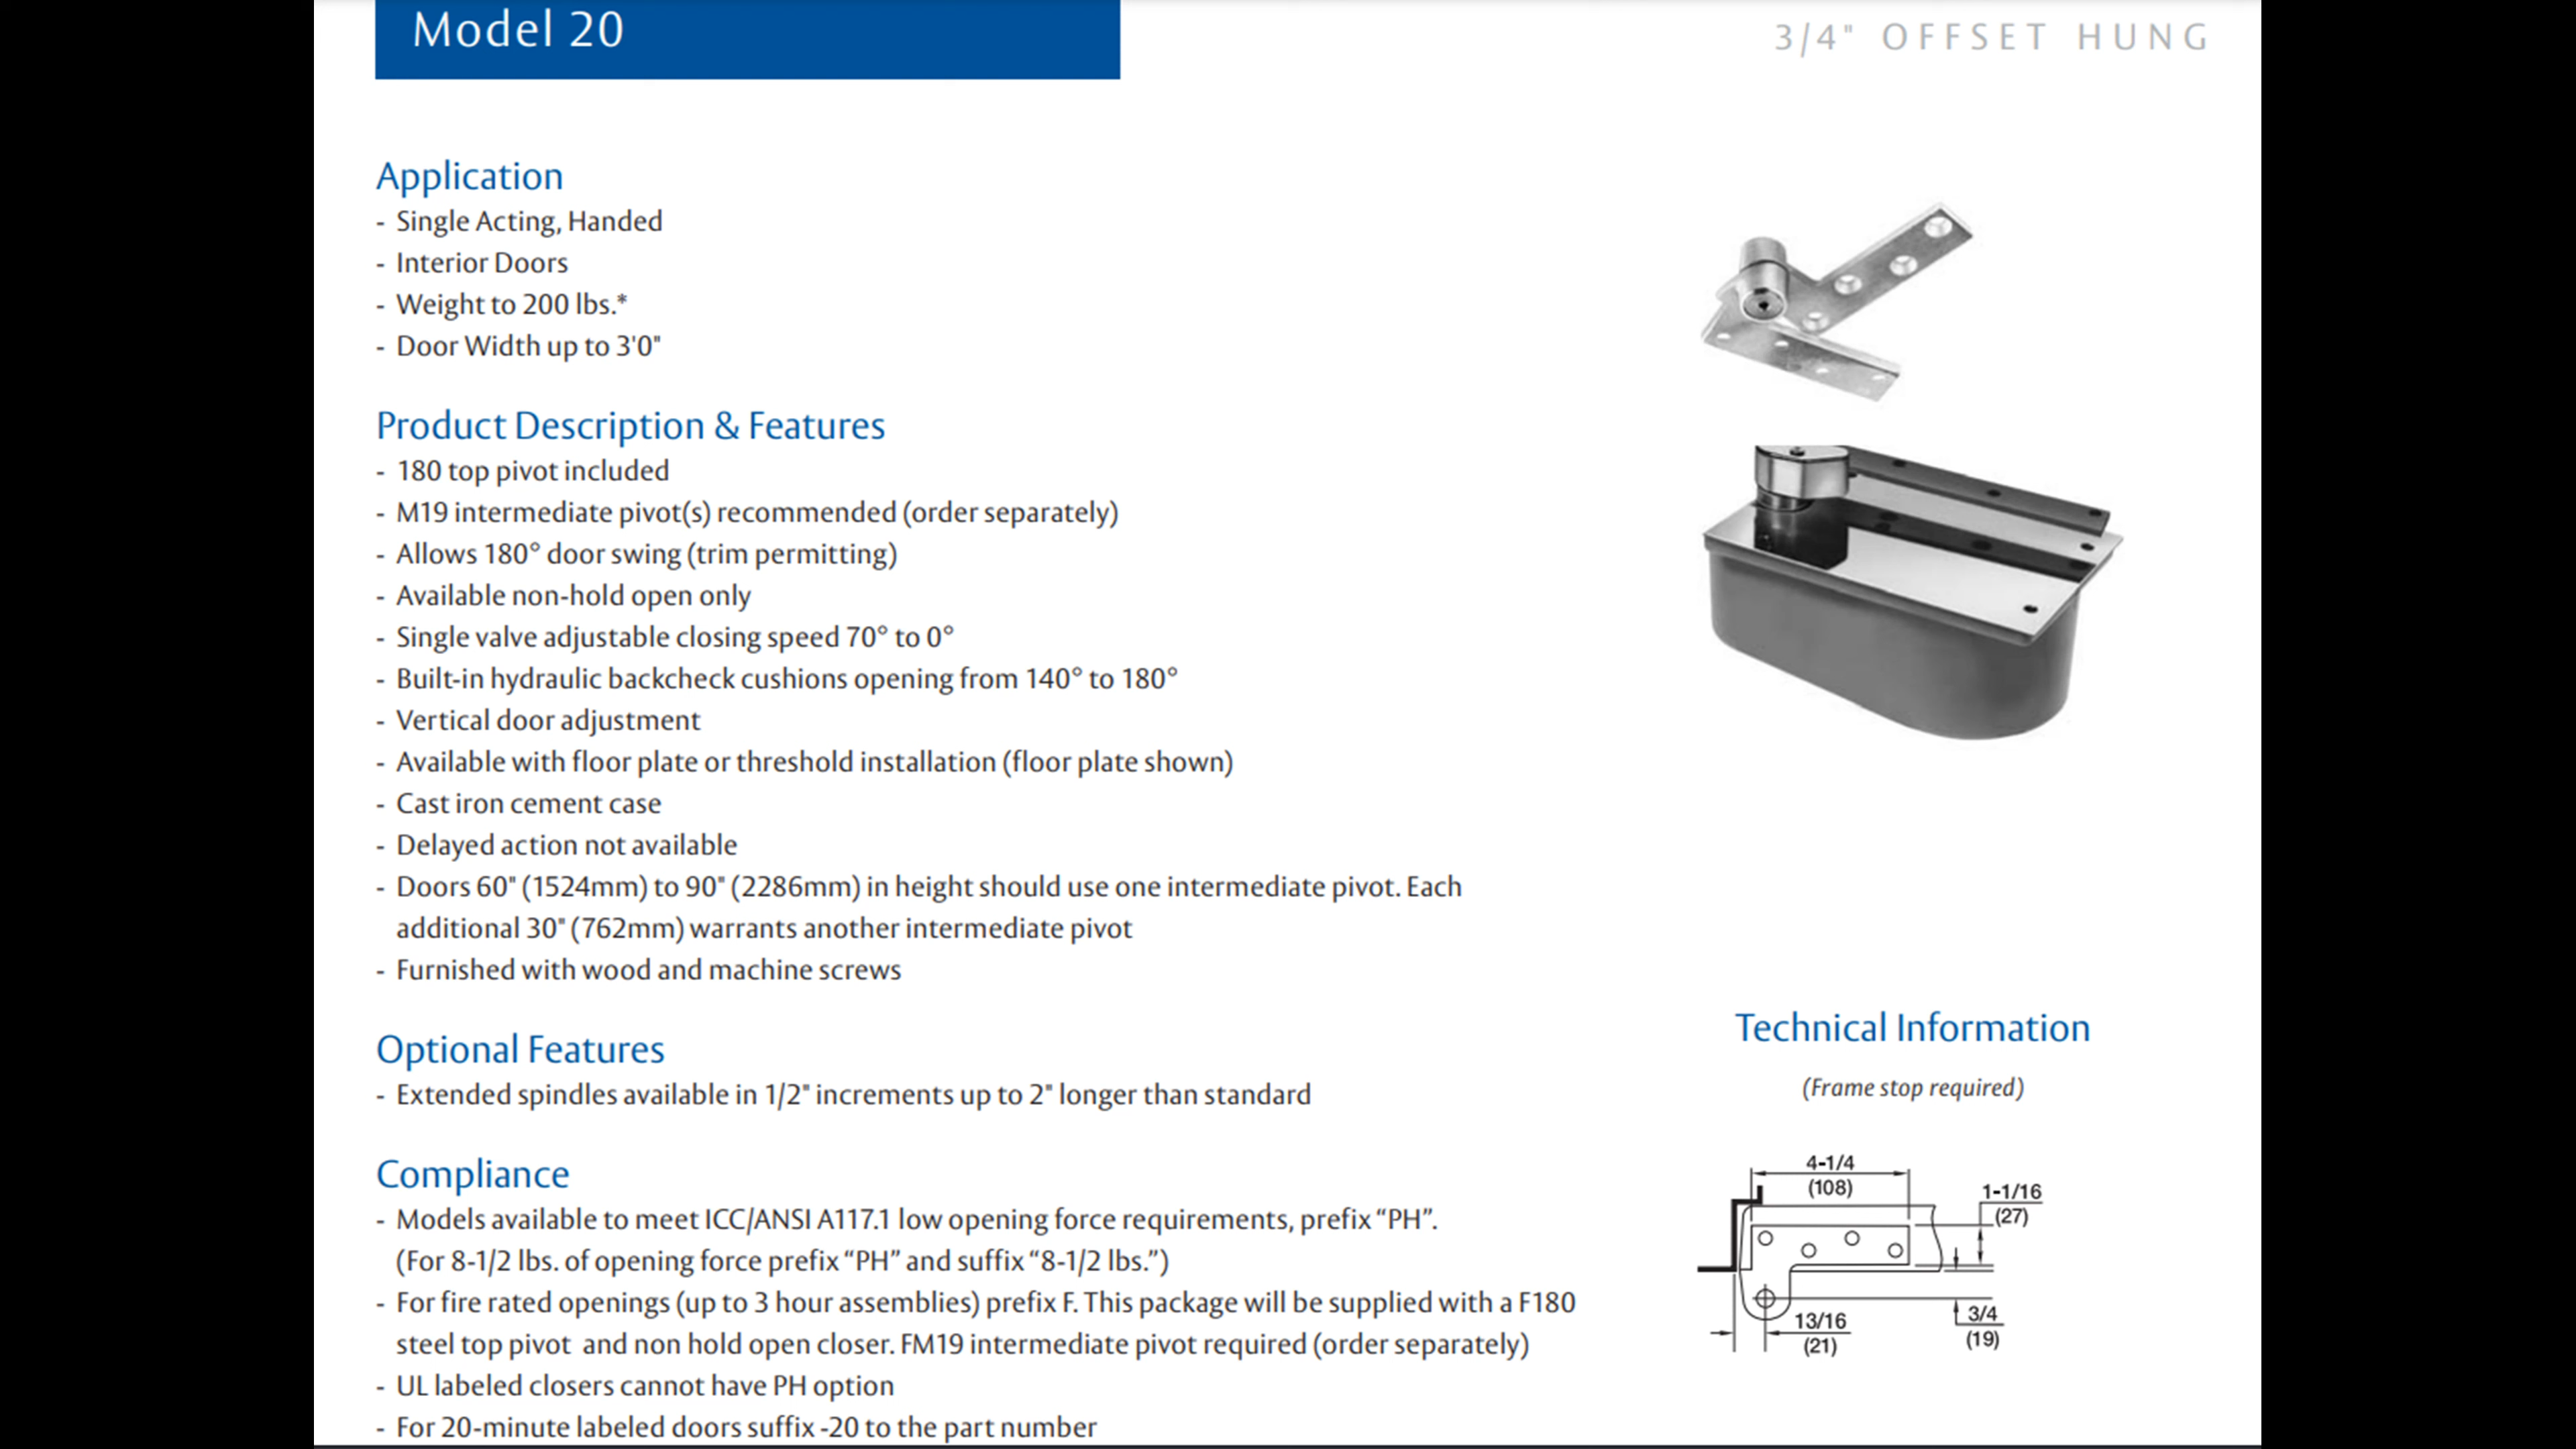 Model 20
3/4" OFFSET HUNG
Application
- Single Acting, Handed
- Interior Doors
- Weight to 200 lbs.*
- Door Width up to 3'0"
Product Description & Features
- 180 top pivot included
- M19 intermediate pivot(s) recommended (order separately)
- Allows 180° door swing (trim permitting)
- Available non-hold open only
- Single valve adjustable closing speed 70° to 0°
- Built-in hydraulic backcheck cushions opening from 140° to 180°
- Vertical door adjustment
- Available with floor plate or threshold installation (floor plate shown)
- Cast iron cement case
- Delayed action not available
- Doors 60" (1524mm) to 90" (2286mm) in height should use one intermediate pivot. Each
additional 30" (762mm) warrants another intermediate pivot
- Furnished with wood and machine screws
Optional Features
- Extended spindles available in 1/2" increments up to 2" longer than standard
Compliance
- Models available to meet ICC/ANSI A117.1 low opening force requirements, prefix “PH”.
(For 8-1/2 lbs. of opening force prefix “PH” and suffix “8-1/2 lbs.”)
- For fire rated openings (up to 3 hour assemblies) prefix F. This package will be supplied with a F180
steel top pivot and non hold open closer. FM19 intermediate pivot required (order separately)
- UL labeled closers cannot have PH option
- For 20-minute labeled doors suffix -20 to the part number
Technical Information
(Frame stop required)
4-1/4
(108)
1-1/16
(27)
13/16
(21)
3/4
(19)